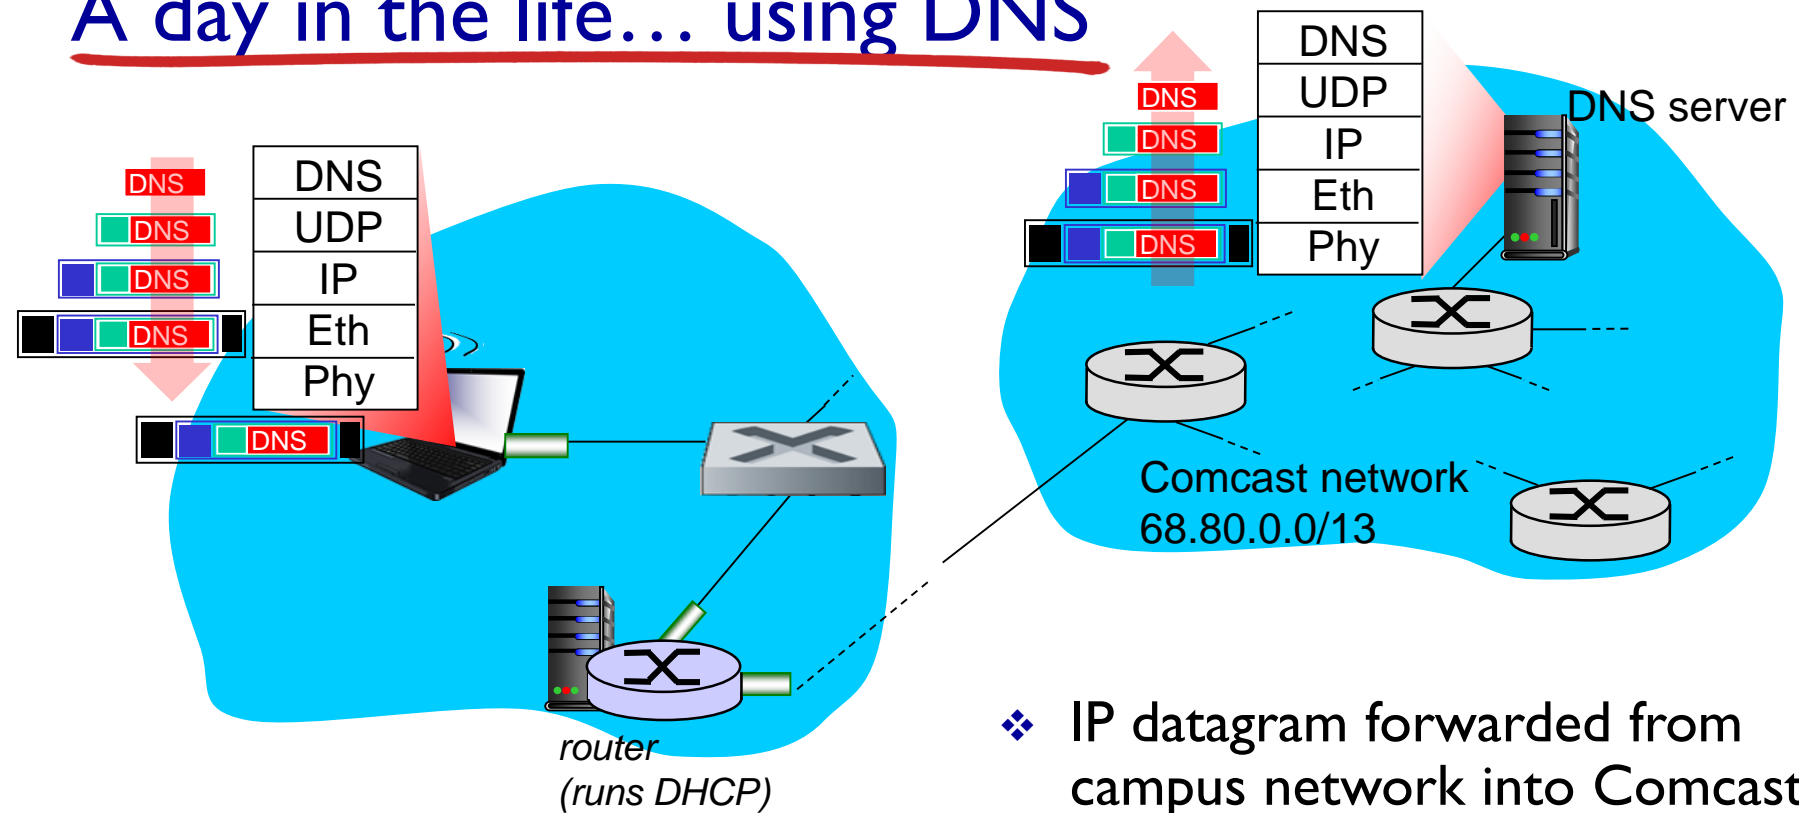 A day in the life… using DNS
DNS
DNS
DNS
DNS
DNS
UDP
IP
Eth
Phy
DNS
DNS
DNS
DNS
DNS
DNS
UDP
IP
Eth
Phy
DNS server
Comcast network
68.80.0.0/13
router
(runs DHCP)
❖ IP datagram forwarded from
campus network into Comcast